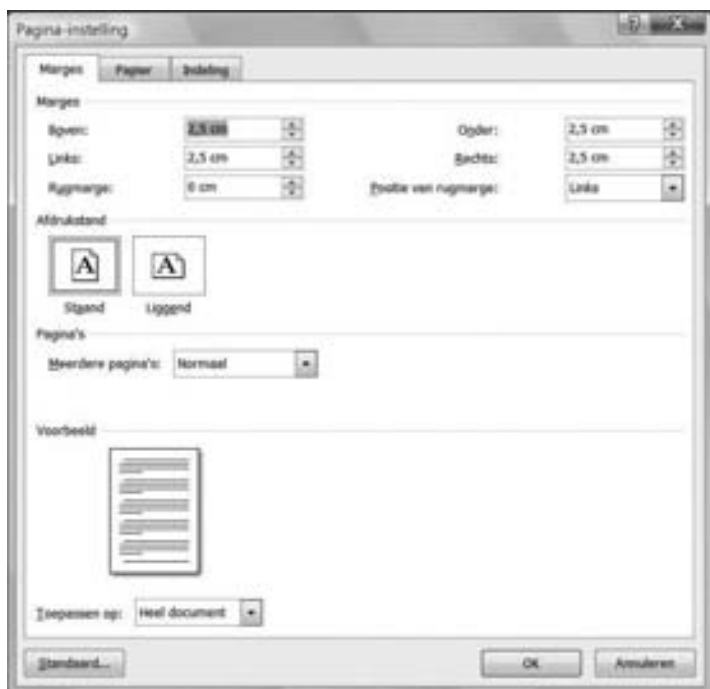 Pagina-instelling
Marges Papier Indeling
Marges
Boven: 2,5 cm Onder: 2,5 cm
Links: 2,5 cm Rechts: 2,5 cm
Rugmarge: 0 cm Positie van rugmarge: Links
Afdrukstand
A A
Staand Liggend
Pagina's
Meerdere pagina's: Normaal
Voorbeeld
Toepassen op: Heel document
Standaard... OK Annuleren